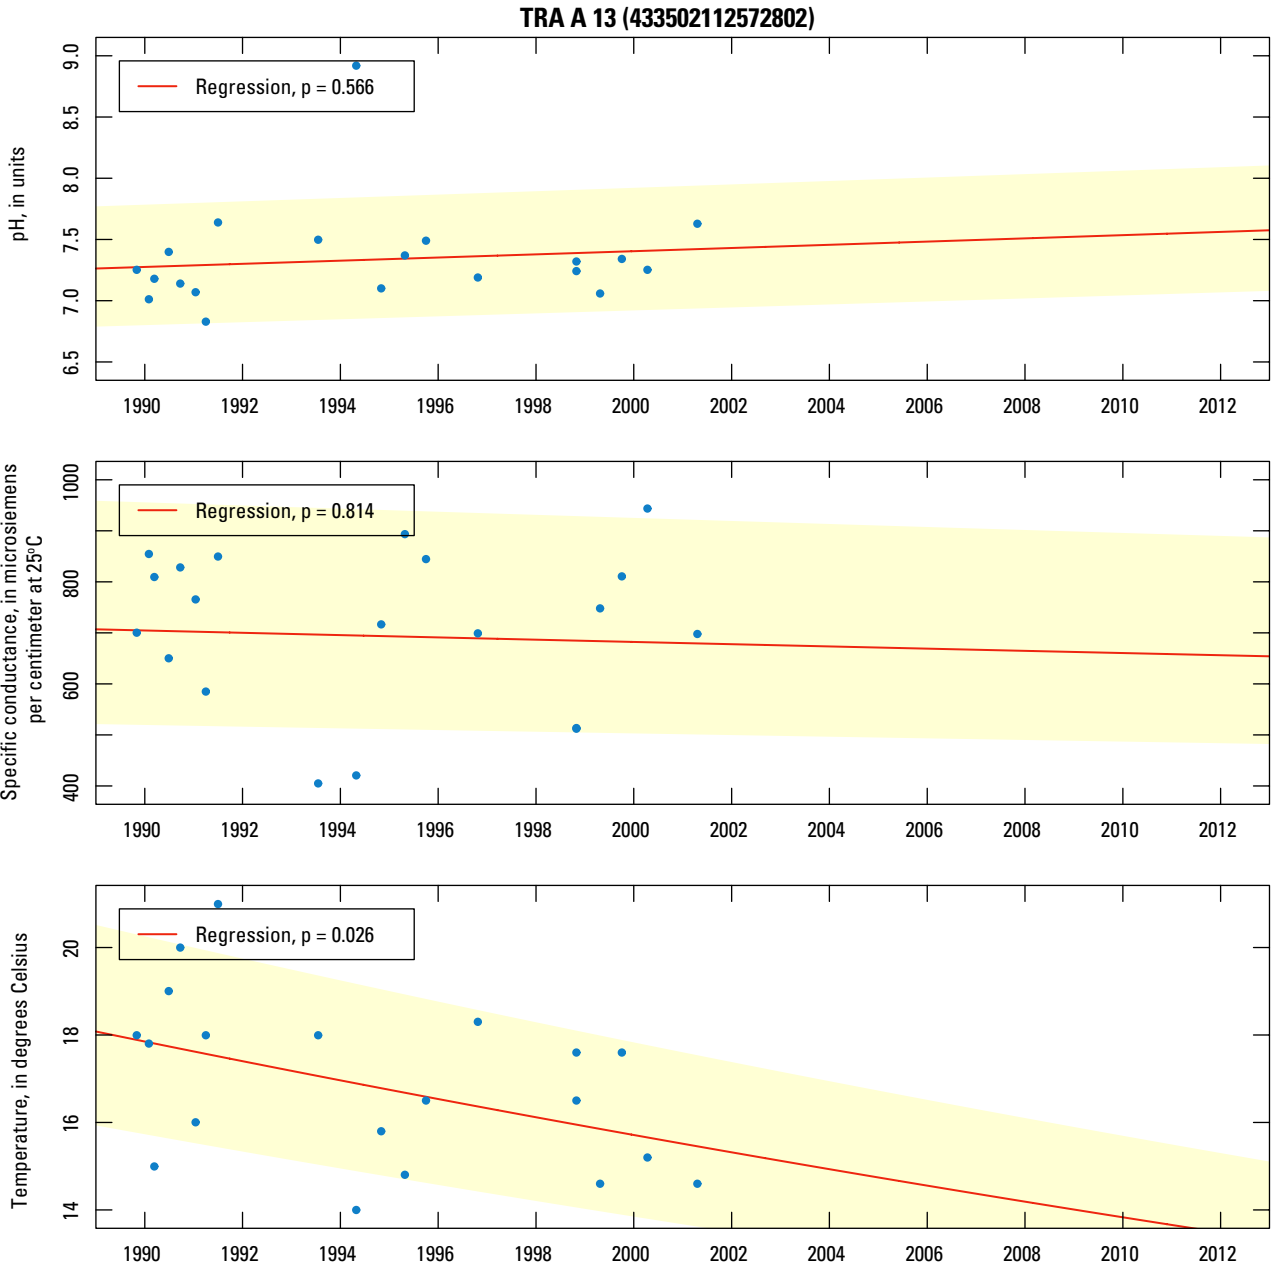 TRA A 13 (433502112572802)
pH, in units
9.0
8.5
8.0
7.5
7.0
6.5
Regression, p = 0.566
1990 1992 1994 1996 1998 2000 2002 2004 2006 2008 2010 2012
Specific conductance, in microsiemens
per centimeter at 25°C
1000
800
600
400
Regression, p = 0.814
1990 1992 1994 1996 1998 2000 2002 2004 2006 2008 2010 2012
Temperature, in degrees Celsius
20
18
16
14
Regression, p = 0.026
1990 1992 1994 1996 1998 2000 2002 2004 2006 2008 2010 2012